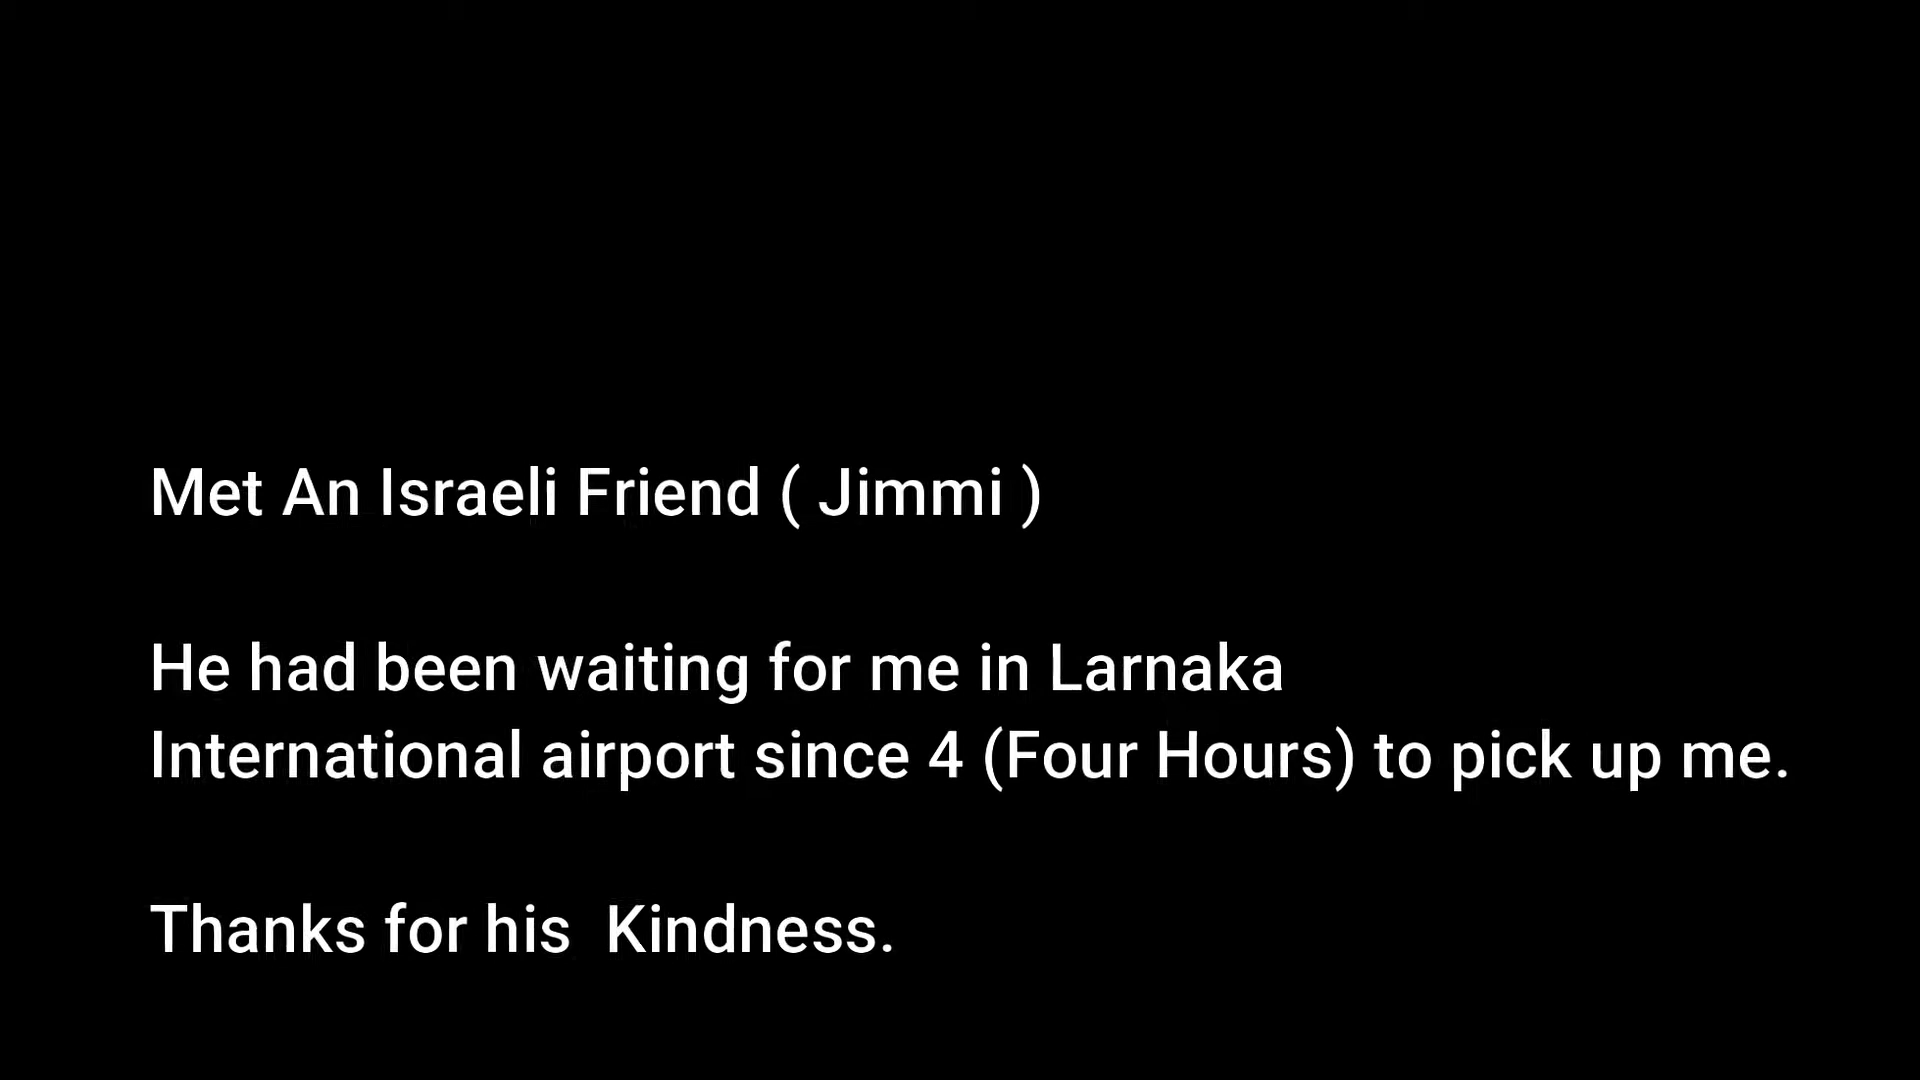 Met An Israeli Friend ( Jimmi )
He had been waiting for me in Larnaka
International airport since 4 (Four Hours) to pick up me.
Thanks for his  Kindness.